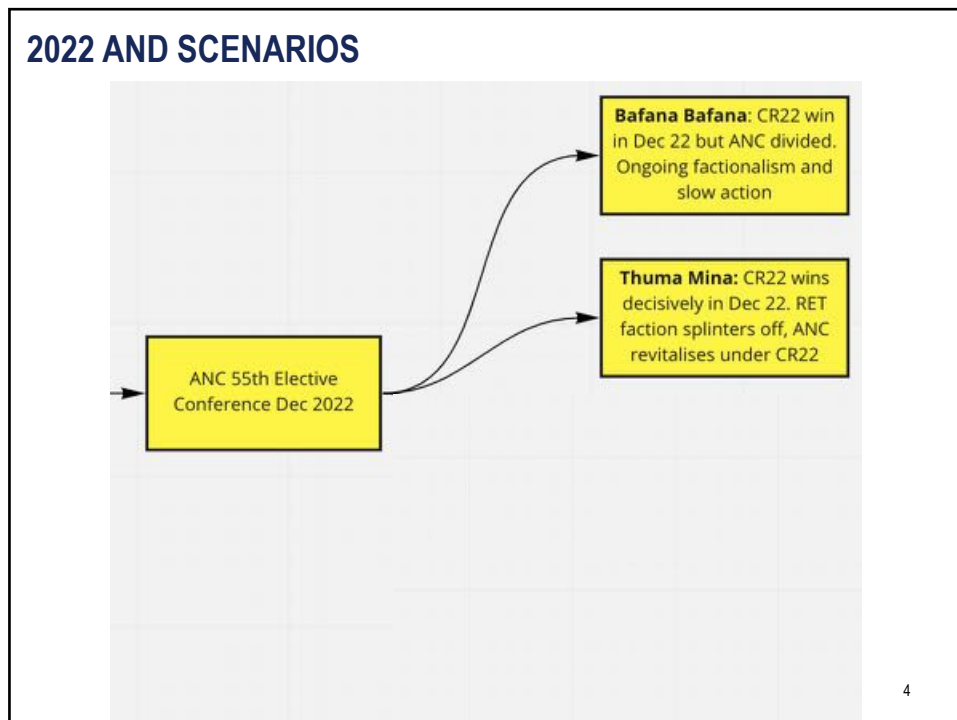 2022 AND SCENARIOS
Bafana Bafana: CR22 win
in Dec 22 but ANC divided.
Ongoing factionalism and
slow action
Thuma Mina: CR22 wins
decisively in Dec 22. RET
faction splinters off, ANC
revitalises under CR22
ANC 55th Elective
Conference Dec 2022
4